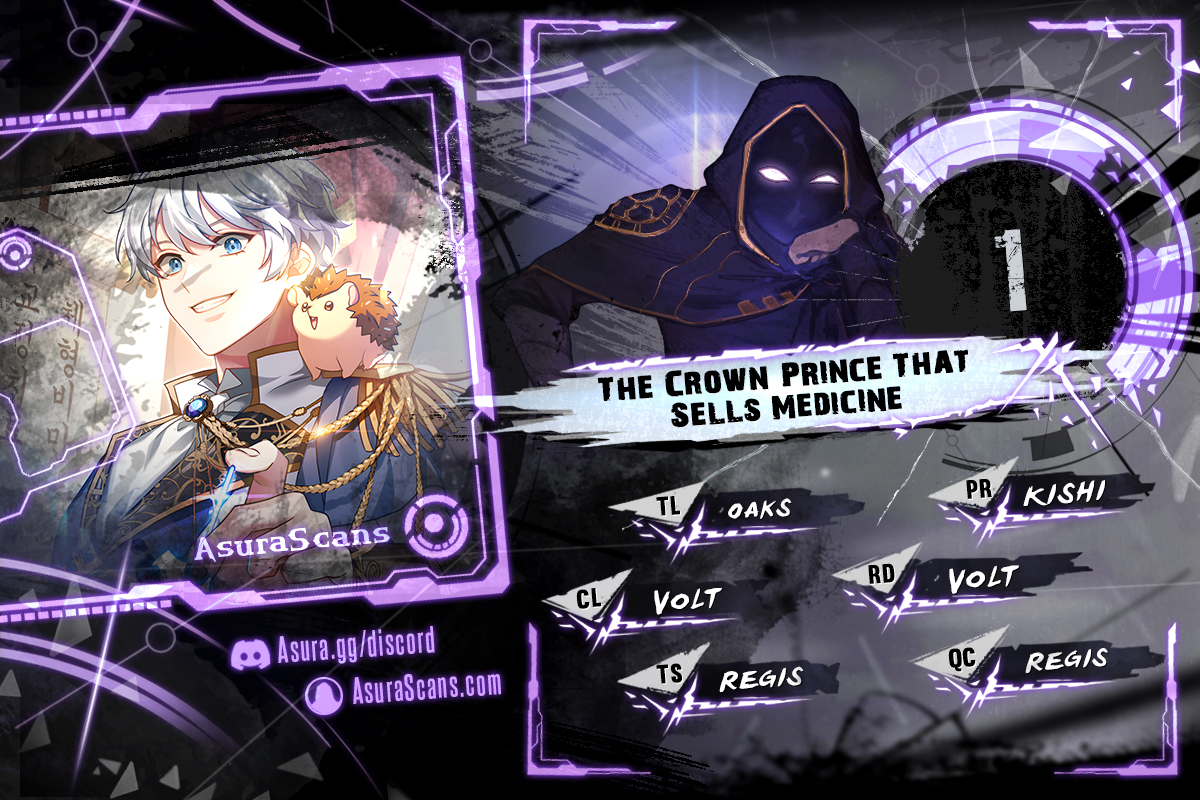 1
The Crown Prince That
Sells Medicine
TL OAKS
PR KISHI
CL VOLT
RD VOLT
TS REGIS
QC REGIS
AsuraScans
Asura.gg/discord
AsuraScans.com